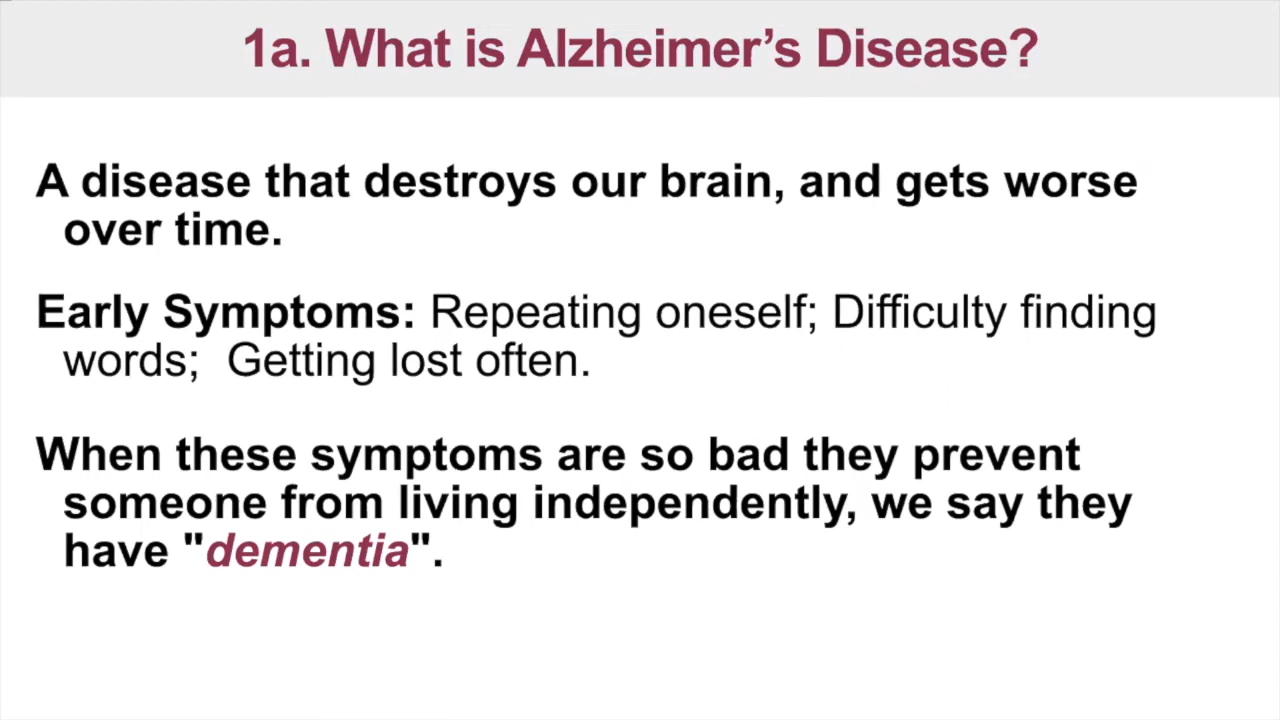 1a. What is Alzheimer’s Disease?
A disease that destroys our brain, and gets worse
over time.
Early Symptoms: Repeating oneself; Difficulty finding
words;  Getting lost often.
When these symptoms are so bad they prevent
someone from living independently, we say they
have "dementia".